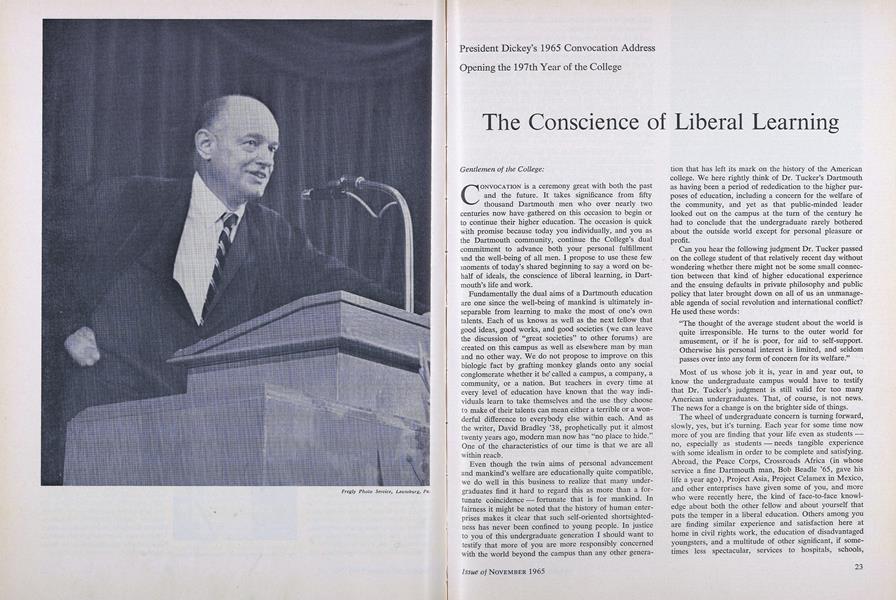 Fregly Photo Service, Lewisburg, Pa.
President Dickey's 1965 Convocation Address
Opening the 197th Year of the College
The Conscience of Liberal Learning
Gentlemen of the College:
CONVOCATION is a ceremony great with both the past
and the future. It takes significance from fifty
thousand Dartmouth men who over nearly two
centuries now have gathered on this occasion to begin or
to continue their higher education. The occasion is quick
with promise because today you individually, and you as
the Dartmouth community, continue the College's dual
commitment to advance both your personal fulfillment
and the well-being of all men. I propose to use these few
moments of today's shared beginning to say a word on be-
half of ideals, the conscience of liberal learning, in Dart-
mouth's life and work.
Fundamentally the dual aims of a Dartmouth education
are one since the well-being of mankind is ultimately in-
separable from learning to make the most of one's own
talents. Each of us knows as well as the next fellow that
good ideas, good works, and good societies (we can leave
the discussion of "great societies" to other forums) are
created on this campus as well as elsewhere man by man
and no other way. We do not propose to improve on this
biologic fact by grafting monkey glands onto any social
conglomerate whether it be called a campus, a company, a
community, or a nation. But teachers in every time at
every level of education have known that the way indi-
viduals learn to take themselves and the use they choose
to make of their talents can mean either a terrible or a won-
derful difference to everybody else within each. And as
the writer, David Bradley '38, prophetically put it almost
twenty years ago, modern man now has "no place to hide."
One of the characteristics of our time is that we are all
within reach.
Even though the twin aims of personal advancement
and mankind's welfare are educationally quite compatible,
we do well in this business to realize that many under-
graduates find it hard to regard this as more than a for-
tunate coincidence — fortunate that is for mankind. In
fairness it might be noted that the history of human enter-
prises makes it clear that such self-oriented shortsighted-
ness has never been confined to young people. In justice
to you of this undergraduate generation I should want to
testify that more of you are more responsibly concerned
with the world beyond the campus than any other genera-
Issue of NOVEMBER 1965
tion that has left its mark on the history of the American
college. We here rightly think of Dr. Tucker's Dartmouth
as having been a period of rededication to the higher pur-
poses of education, including a concern for the welfare of
the community, and yet as that public-minded leader
looked out on the campus at the turn of the century he
had to conclude that the undergraduate rarely bothered
about the outside world except for personal pleasure or
profit.
Can you hear the following judgment Dr. Tucker passed
on the college student of that relatively recent day without
wondering whether there might not be some small connec-
tion between that kind of higher educational experience
and the ensuing defaults in private philosophy and public
policy that later brought down on all of us an unmanage-
able agenda of social revolution and international conflict?
He used these words:
"The thought of the average student about the world is
quite irresponsible. He turns to the outer world for
amusement, or if he is poor, for aid to self-support.
Otherwise his personal interest is limited, and seldom
passes over into any form of concern for its welfare."
Most of us whose job it is, year in and year out, to
know the undergraduate campus would have to testify
that Dr. Tucker's judgment is still valid for too many
American undergraduates. That, of course, is not news.
The news for a change is on the brighter side of things.
The wheel of undergraduate concern is turning forward,
slowly, yes, but it's turning. Each year for some time now
more of you are finding that your life even as students —
no, especially as students — needs tangible experience
with some idealism in order to be complete and satisfying.
Abroad, the Peace Corps, Crossroads Africa (in whose
service a fine Dartmouth man, Bob Beadle '65, gave his
life a year ago), Project Asia, Project Celamex in Mexico,
and other enterprises have given some of you, and more
who were recently here, the kind of face-to-face knowl-
edge about both the other fellow and about yourself that
puts the temper in a liberal education. Others among you
are finding similar experience and satisfaction here at
home in civil rights work, the education of disadvantaged
youngsters, and a multitude of other significant, if some-
times less spectacular, services to hospitals, schools,
23